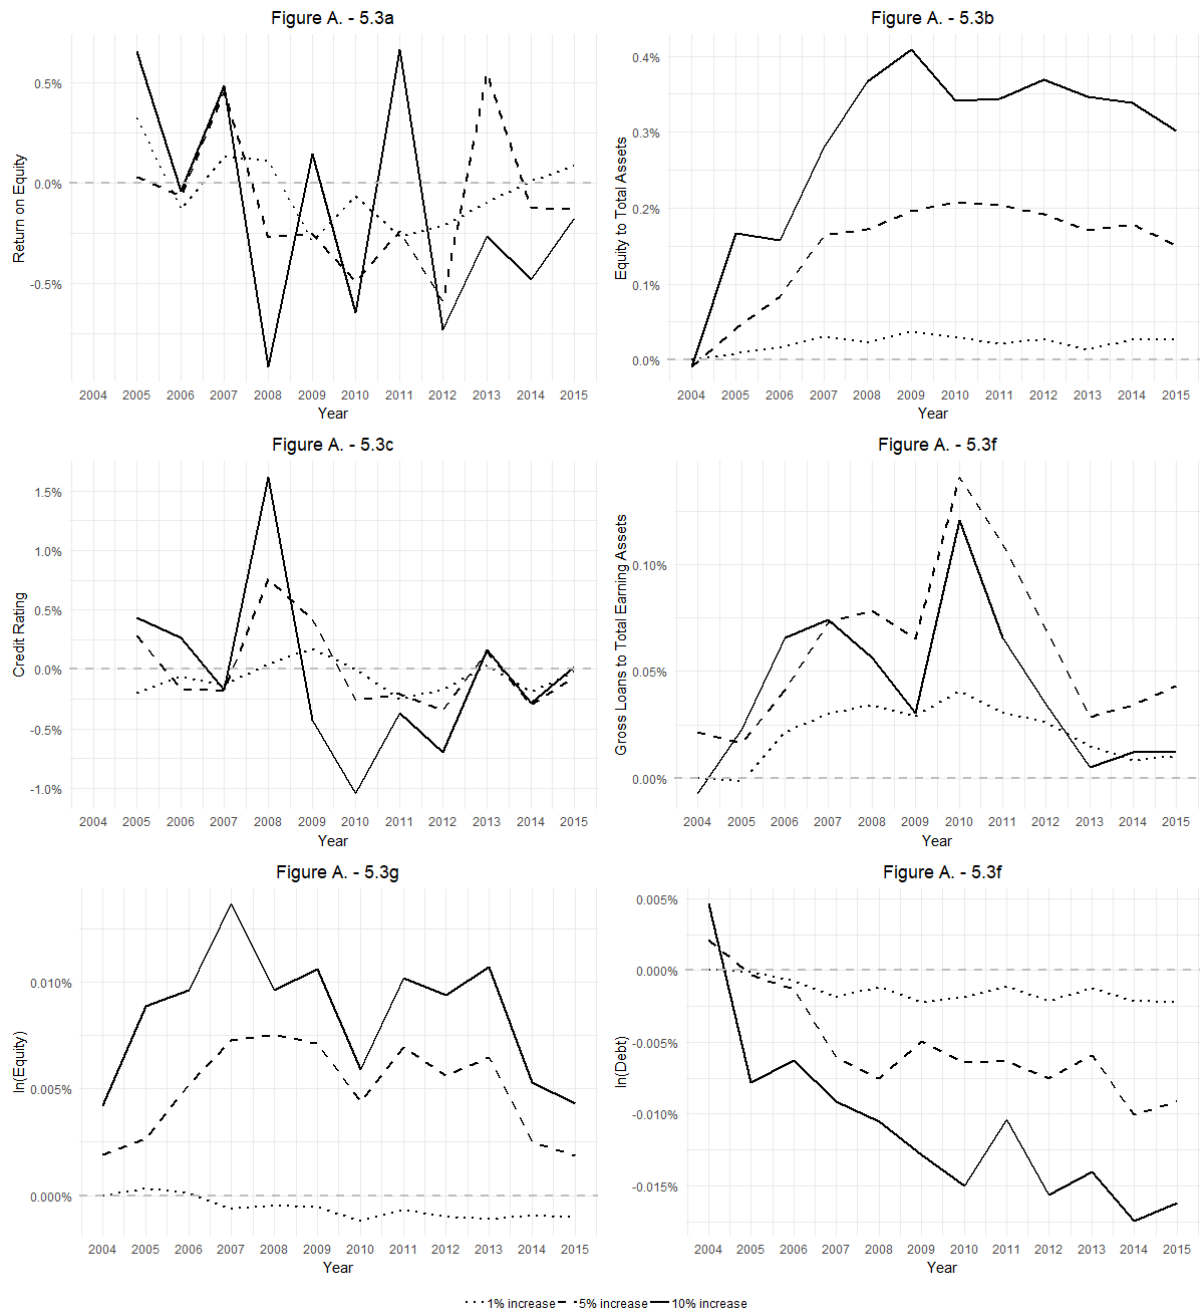 Figure A. - 5.3a
Return on Equity
0.5%
0.0%
-0.5%
2004 2005 2006 2007 2008 2009 2010 2011 2012 2013 2014 2015
Year
Figure A. - 5.3b
Equity to Total Assets
0.4%
0.3%
0.2%
0.1%
0.0%
2004 2005 2006 2007 2008 2009 2010 2011 2012 2013 2014 2015
Year
Figure A. - 5.3c
Credit Rating
1.5%
1.0%
0.5%
0.0%
-0.5%
-1.0%
2004 2005 2006 2007 2008 2009 2010 2011 2012 2013 2014 2015
Year
Figure A. - 5.3f
Gross Loans to Total Earning Assets
0.10%
0.05%
0.00%
2004 2005 2006 2007 2008 2009 2010 2011 2012 2013 2014 2015
Year
Figure A. - 5.3g
ln(Equity)
0.010%
0.005%
0.000%
2004 2005 2006 2007 2008 2009 2010 2011 2012 2013 2014 2015
Year
Figure A. - 5.3f
ln(Debt)
0.005%
0.000%
-0.005%
-0.010%
-0.015%
2004 2005 2006 2007 2008 2009 2010 2011 2012 2013 2014 2015
Year
1% increase 5% increase 10% increase